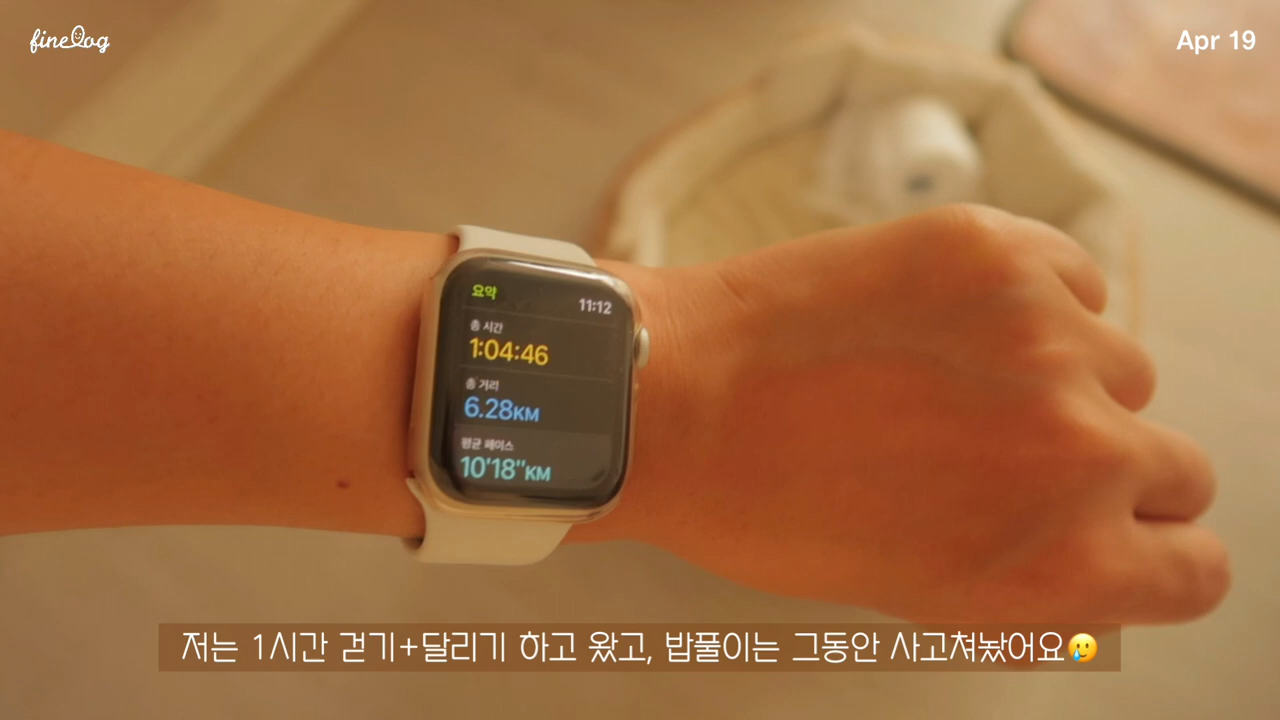 finelog
Apr 19
요약
11:12
총 시간
1:04:46
총 거리
6.28KM
평균 페이스
10'18"KM
저는 1시간 걷기+달리기 하고 왔고, 밥풀이는 그동안 사고쳐놨어요🥲